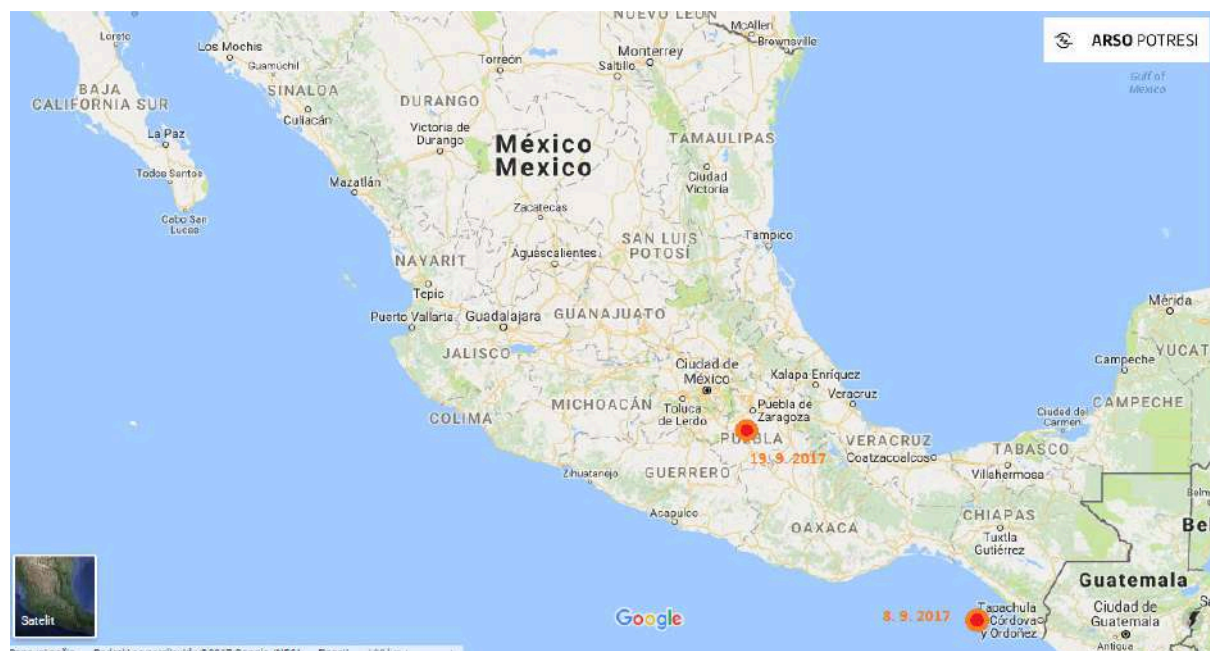 NUEVO LEON
McAllen
Brownsville
ARSO POTRESI
Loreto
Los Mochis
Guamúchil
Monterrey
Saltillo
Torreón
Gulf of
Mexico
BAJA
CALIFORNIA SUR
SINALOA
Culiacán
DURANGO
Victoria de
Durango
La Paz
México
Mexico
TAMAULIPAS
Ciudad
Victoria
Todos Santos
Mazatlán
Cabo San
Lucas
Zacatecas
SAN LUIS
POTOSÍ
Tampico
Aguascalientes
NAYARIT
Tepic
Mérida
Puerto Vallarta
Guadalajara
GUANAJUATO
JALISCO
Ciudad de
México
Xalapa-Enríquez
Campeche
YUCAT
Veracruz
COLIMA
MICHOACÁN
Toluca
de Lerdo
Puebla de
Zaragoza
CAMPECHE
Ciudad del
Carmen
PUEBLA
VERACRUZ
TABASCO
19. 9. 2017
Coatzacoalcos
Zihuatanejo
GUERRERO
Villahermosa
Acapulco
OAXACA
CHIAPAS
Tuxtla
Gutiérrez
Be
Guatemala
Satelit
Google
8. 9. 2017
Tapachula
Córdova
y Ordoñez
Ciudad de
Guatemala
Antigua